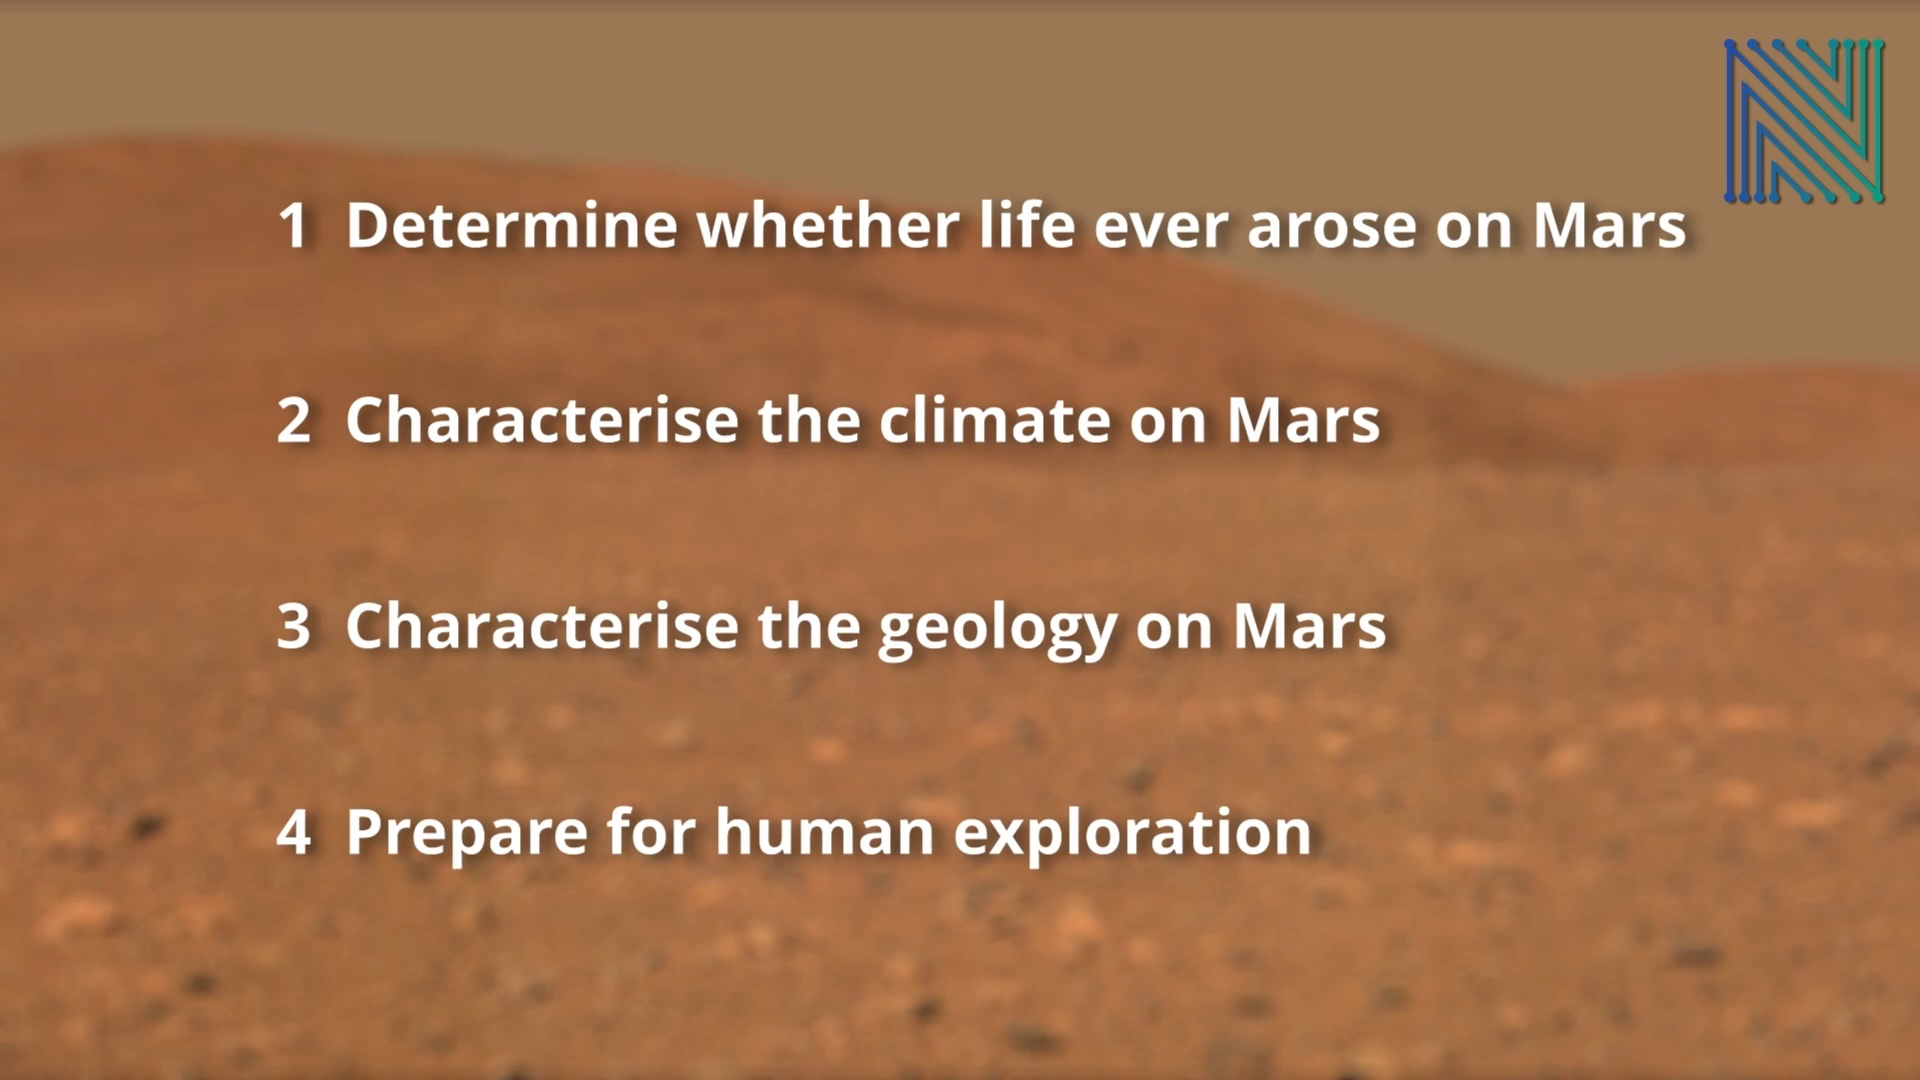 1 Determine whether life ever arose on Mars
2 Characterise the climate on Mars
3 Characterise the geology on Mars
4 Prepare for human exploration